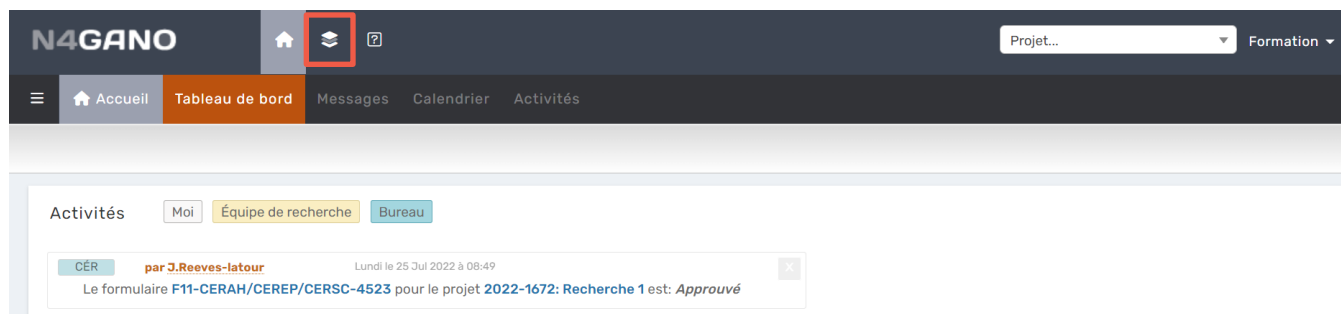 N4GANO ? Projet... Formation
Accueil Tableau de bord Messages Calendrier Activités
Activités Moi Équipe de recherche Bureau
CÉR par J.Reeves-latour Lundi le 25 Jul 2022 à 08:49 X
Le formulaire F11-CERAH/CEREP/CERSC-4523 pour le projet 2022-1672: Recherche 1 est: Approuvé